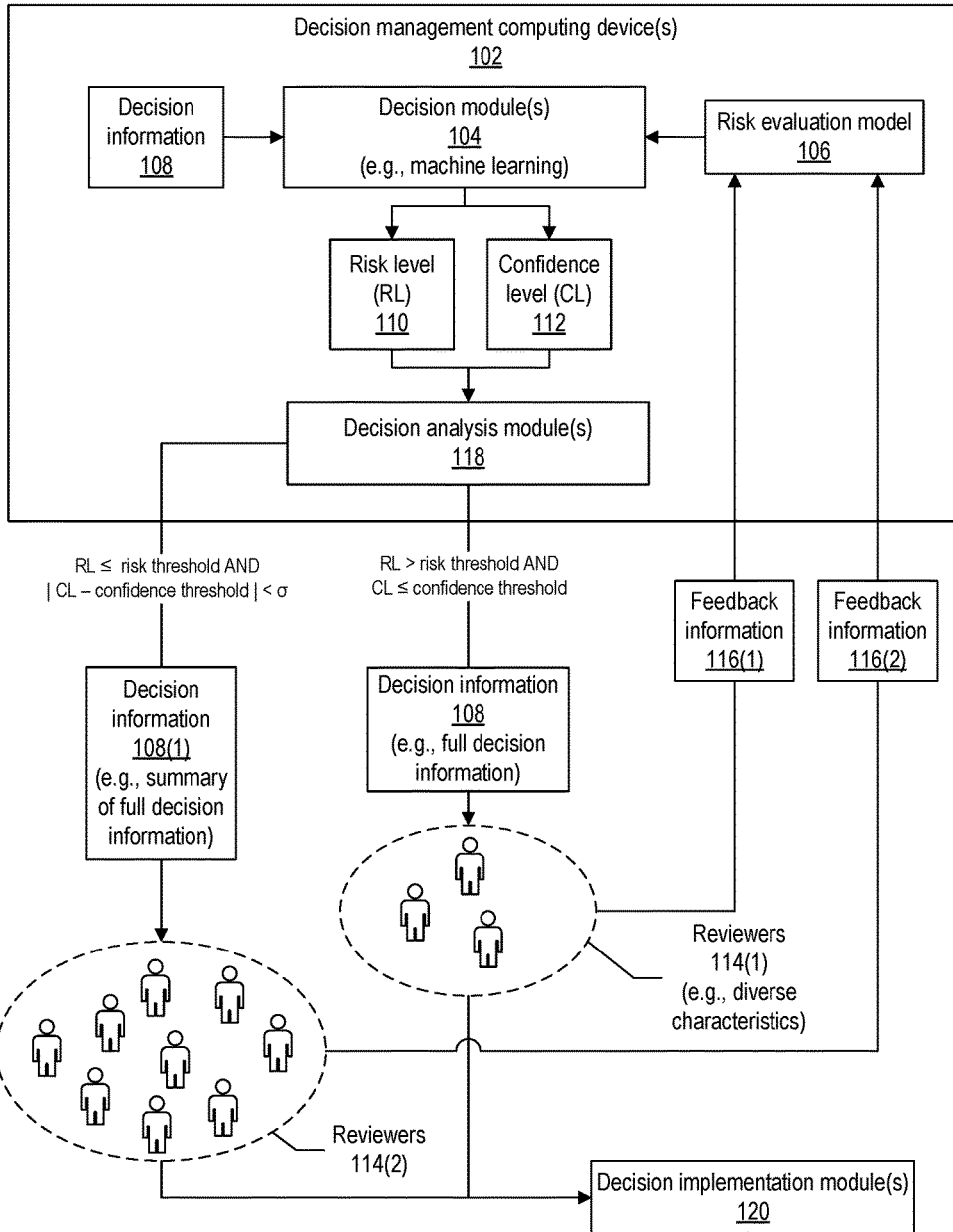 Decision management computing device(s)
102
Decision
information
108
Decision module(s)
104
(e.g., machine learning)
Risk evaluation model
106
Risk level
(RL)
110
Confidence
level (CL)
112
Decision analysis module(s)
118
RL ≤ risk threshold AND
| CL – confidence threshold | < σ
RL > risk threshold AND
CL ≤ confidence threshold
Feedback
information
116(1)
Feedback
information
116(2)
Decision
information
108(1)
(e.g., summary
of full decision
information)
Decision information
108
(e.g., full decision
information)
Reviewers
114(1)
(e.g., diverse
characteristics)
Reviewers
114(2)
Decision implementation module(s)
120